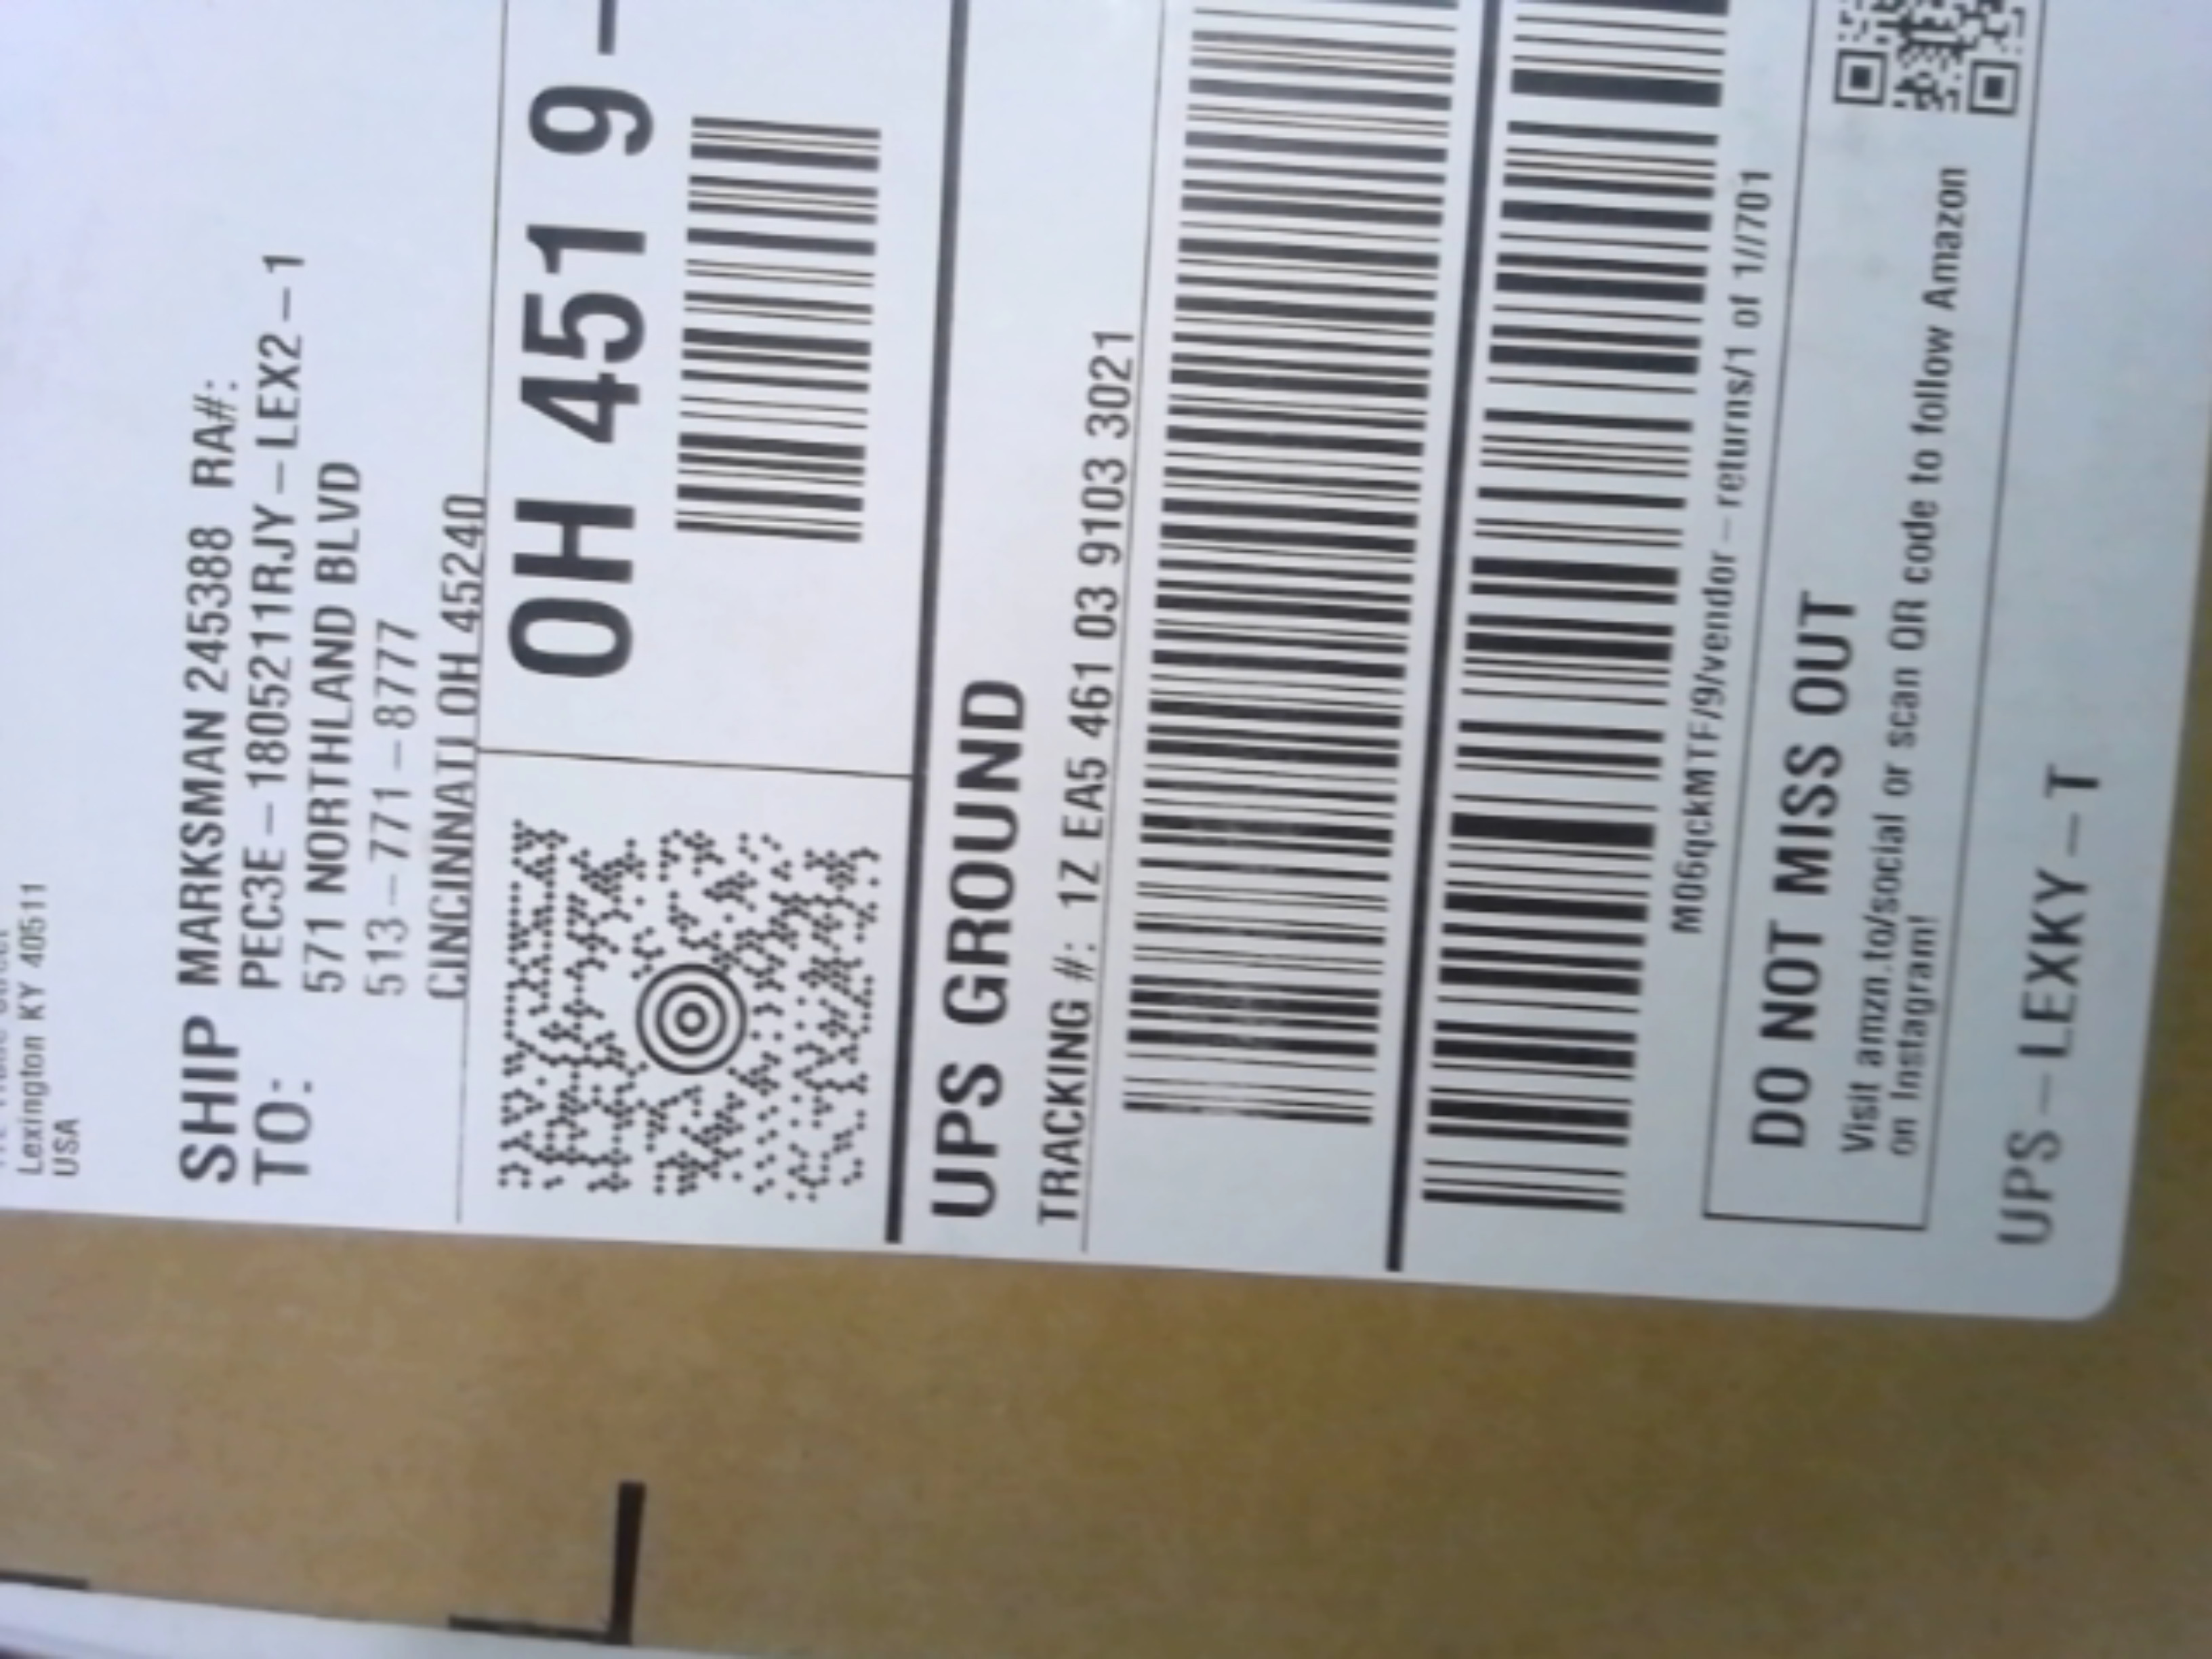 Lexington KY 40511
USA
SHIP TO:
MARKSMAN 245388 RA#:
PEC3E-1805211RJY-LEX2-1
571 NORTHLAND BLVD
513-771-8777
CINCINNATI OH 45240
OH 451 9-
UPS GROUND
TRACKING #: 1Z EA5 461 03 9103 3021
M06qckMTF/9/vendor-returns/1 of 1//701
DO NOT MISS OUT
Visit amzn.to/social or scan QR code to follow Amazon
on Instagram!
UPS-LEXKY-T